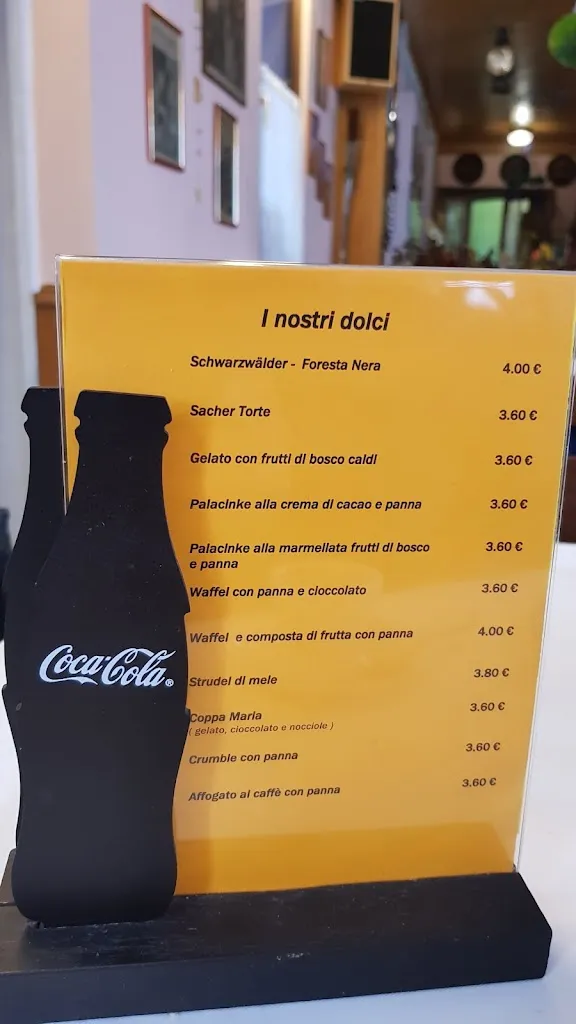 I nostri dolci
Schwarzwälder - Foresta Nera 4.00 €
Sacher Torte 3.60 €
Gelato con frutti di bosco caldi 3.60 €
Palacinke alla crema di cacao e panna 3.60 €
Palacinke alla marmellata frutti di bosco 3.60 €
e panna
Waffel con panna e cioccolato 3.60 €
Waffel e composta di frutta con panna 4.00 €
Strudel di mele 3.80 €
Coppa Maria 3.60 €
( gelato, cioccolato e nocciole )
Crumble con panna 3.60 €
Affogato al caffè con panna 3.60 €
Coca-Cola®